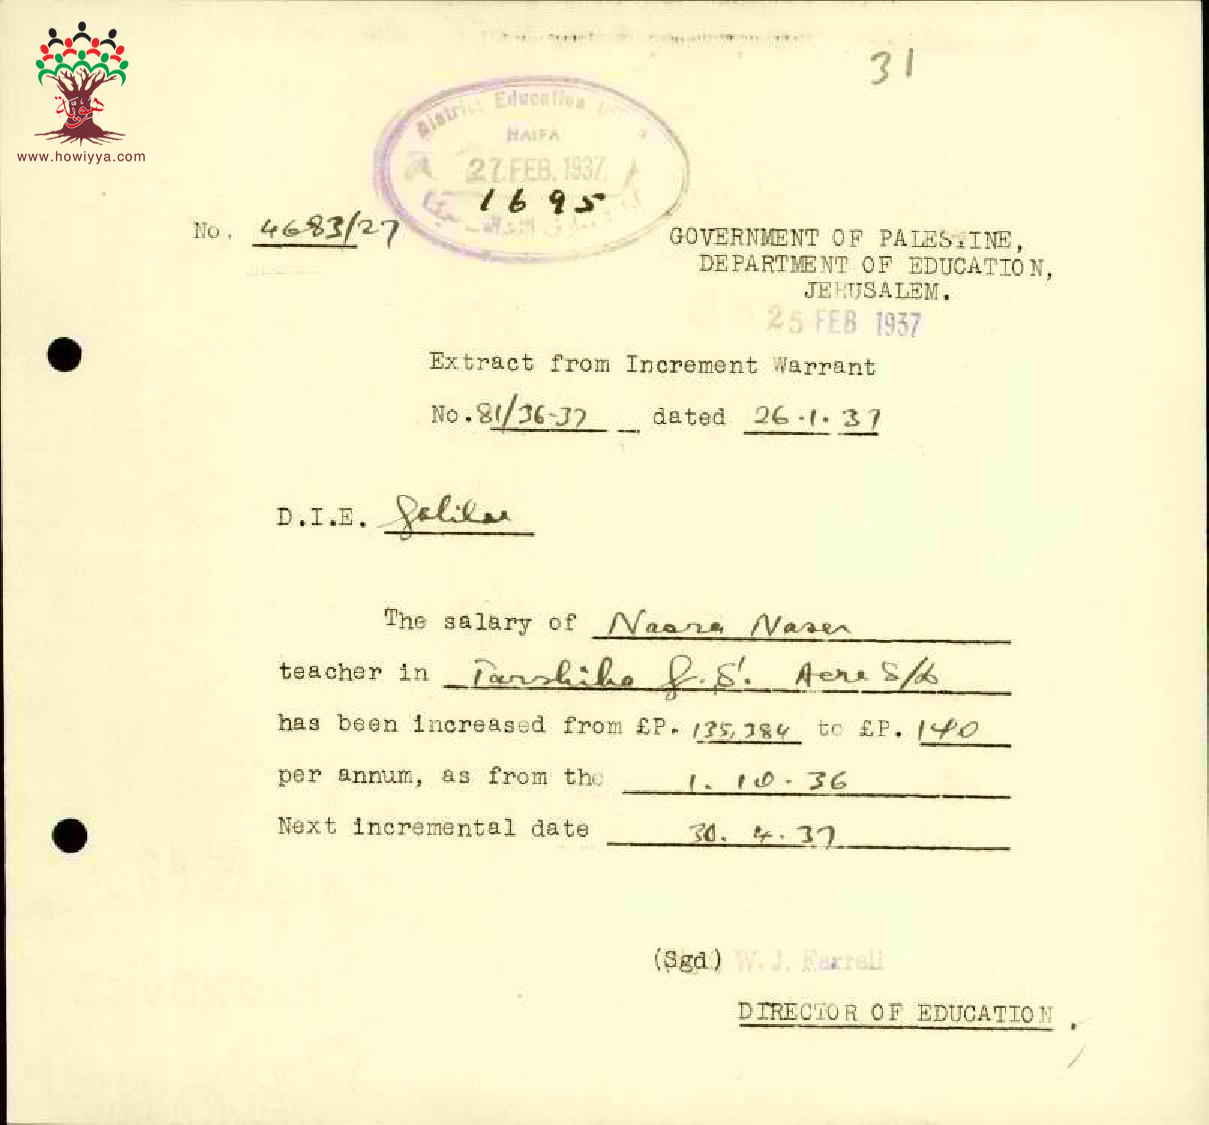 31
هوية
www.howiyya.com
District Education
HAIFA
27 FEB. 1937
1695
No. 4683/27
GOVERNMENT OF PALESTINE,
DEPARTMENT OF EDUCATION,
JERUSALEM.
25 FEB 1937
Extract from Increment Warrant
No. 81/36-37 dated 26.1.37
D.I.E. Galilee
The salary of Nasra Naser
teacher in Tarshiha G.S. Acre S/D
has been increased from £P. 135,384 to £P. 140
per annum, as from the 1.10.36
Next incremental date 30.4.37
(Sgd) W. J. Farrell
DIRECTOR OF EDUCATION.